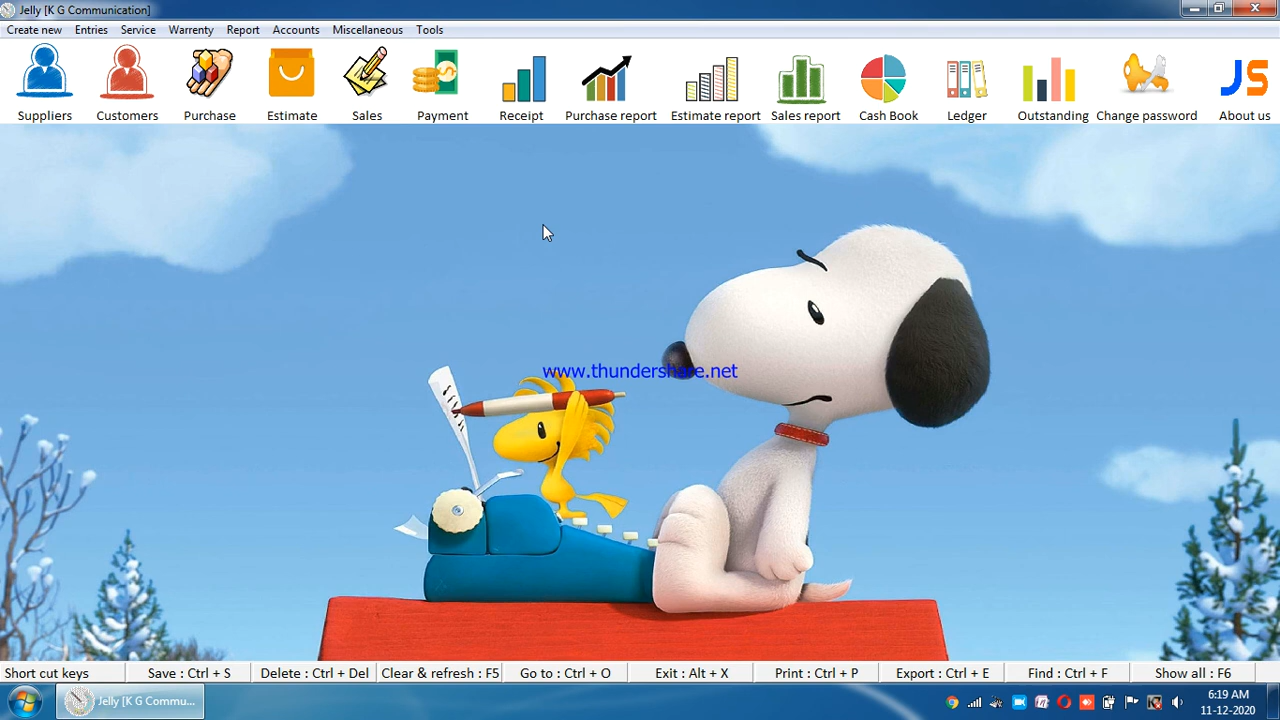 Jelly [K G Communication]
Create new Entries Service Warrenty Report Accounts Miscellaneous Tools
JS
Suppliers Customers Purchase Estimate Sales Payment Receipt Purchase report Estimate report Sales report Cash Book Ledger Outstanding Change password About us
www.thundershare.net
Short cut keys Save : Ctrl + S Delete : Ctrl + Del Clear & refresh : F5 Go to : Ctrl + O Exit : Alt + X Print : Ctrl + P Export : Ctrl + E Find : Ctrl + F Show all : F6
Jelly [K G Commu... 6:19 AM
11-12-2020